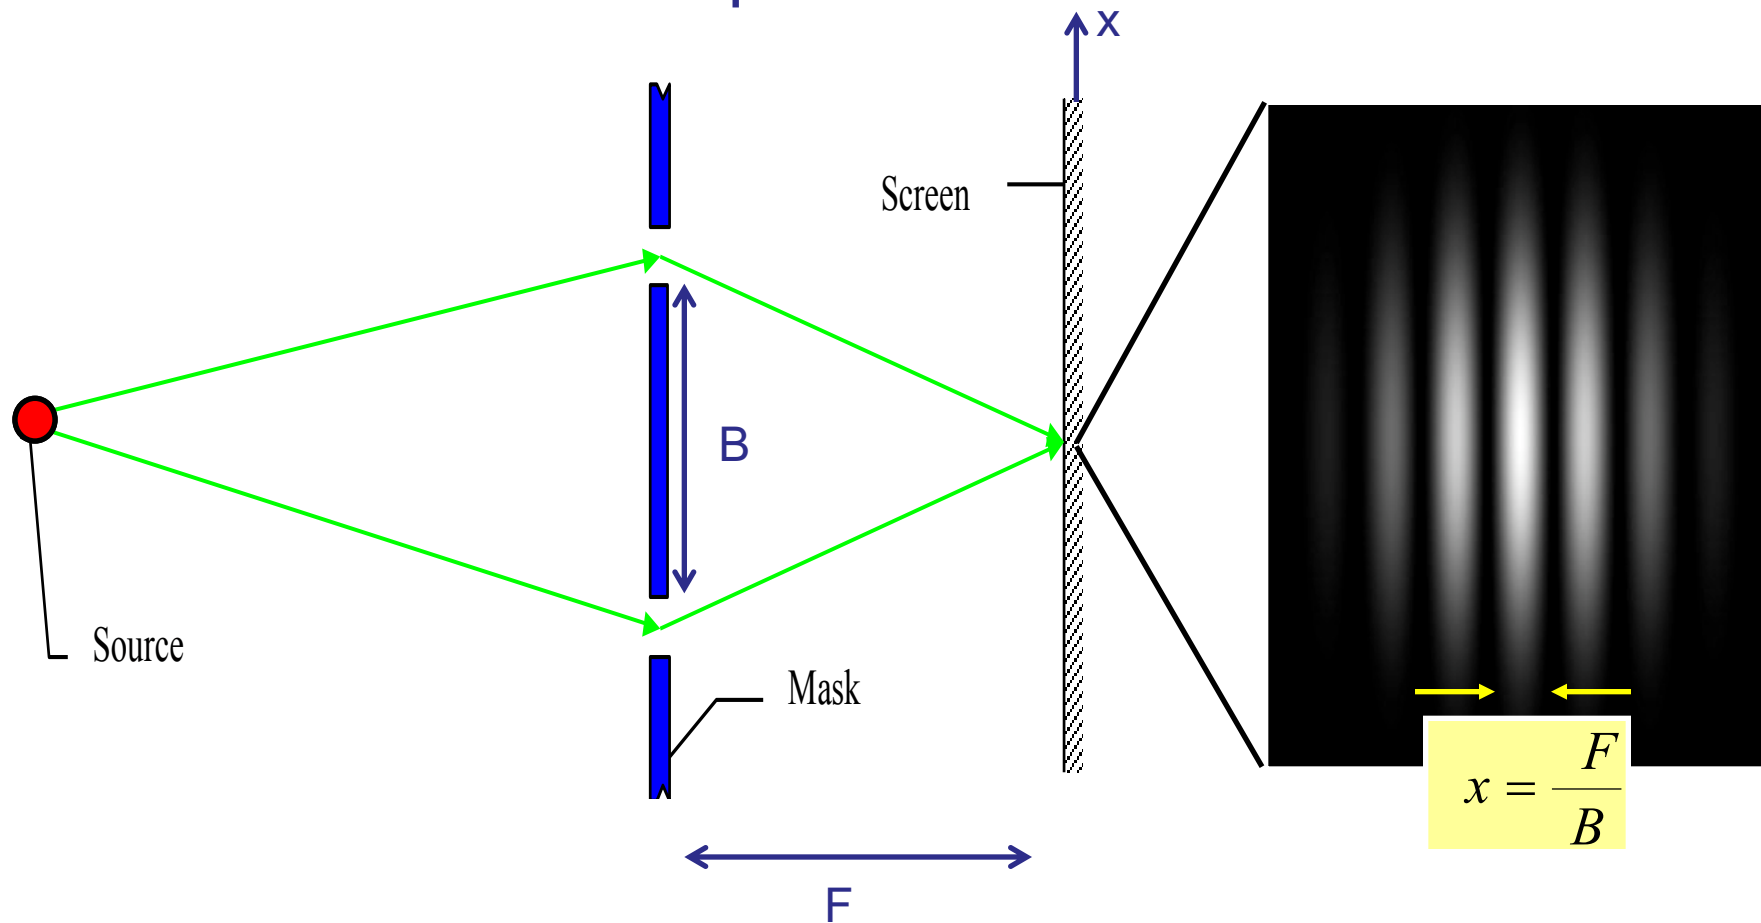 x
Screen
B
Source
Mask
x = F
B
F